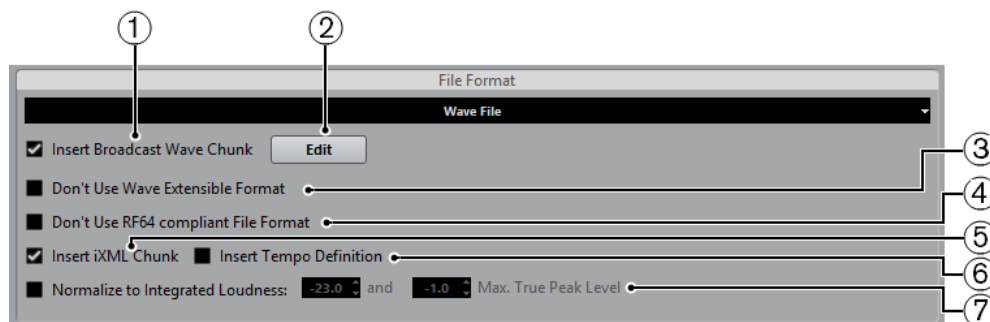 1 2
File Format
Wave File
Insert Broadcast Wave Chunk Edit
3
Don't Use Wave Extensible Format
4
Don't Use RF64 compliant File Format
5
Insert iXML Chunk Insert Tempo Definition
6
Normalize to Integrated Loudness: -23.0 and -1.0 Max. True Peak Level
7